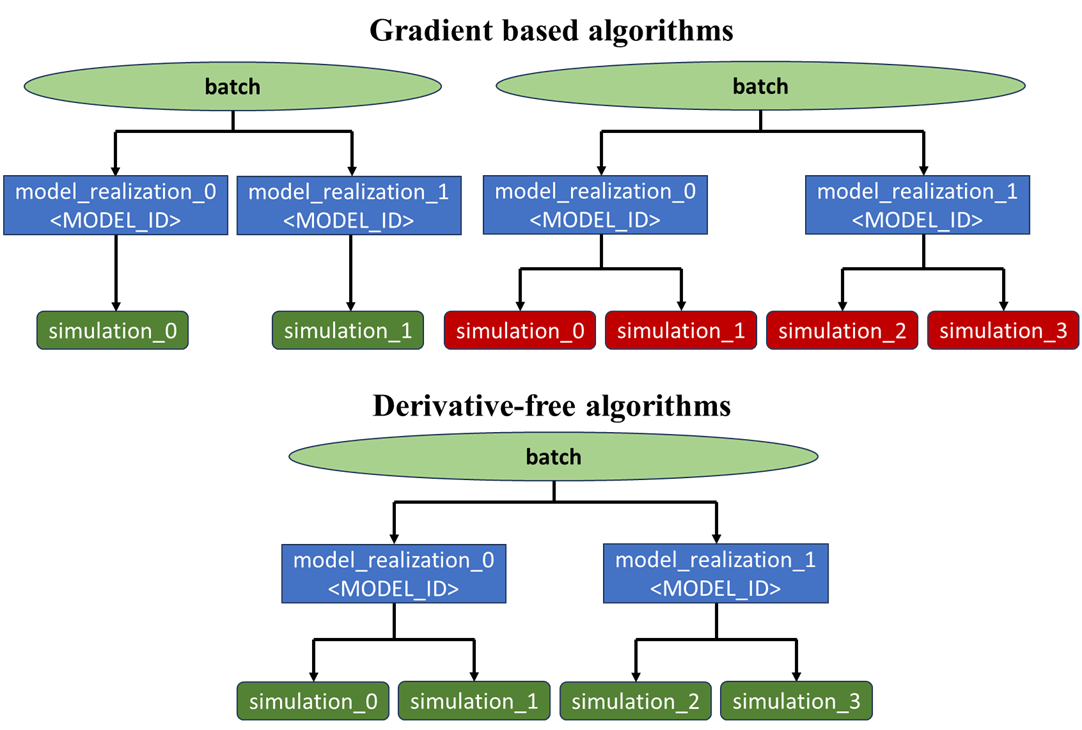 Gradient based algorithms
batch
model_realization_0
<MODEL_ID>
model_realization_1
<MODEL_ID>
simulation_0
simulation_1
batch
model_realization_0
<MODEL_ID>
model_realization_1
<MODEL_ID>
simulation_0
simulation_1
simulation_2
simulation_3
Derivative-free algorithms
batch
model_realization_0
<MODEL_ID>
model_realization_1
<MODEL_ID>
simulation_0
simulation_1
simulation_2
simulation_3